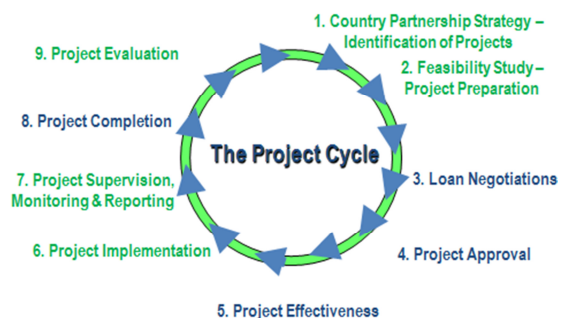 The Project Cycle
1. Country Partnership Strategy –
Identification of Projects
2. Feasibility Study –
Project Preparation
3. Loan Negotiations
4. Project Approval
5. Project Effectiveness
6. Project Implementation
7. Project Supervision,
Monitoring & Reporting
8. Project Completion
9. Project Evaluation